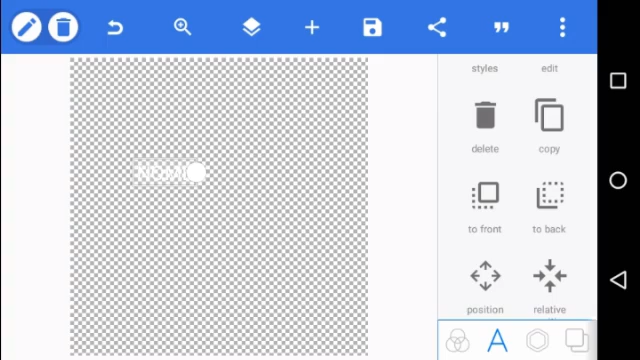 styles edit
delete copy
to front to back
position relative